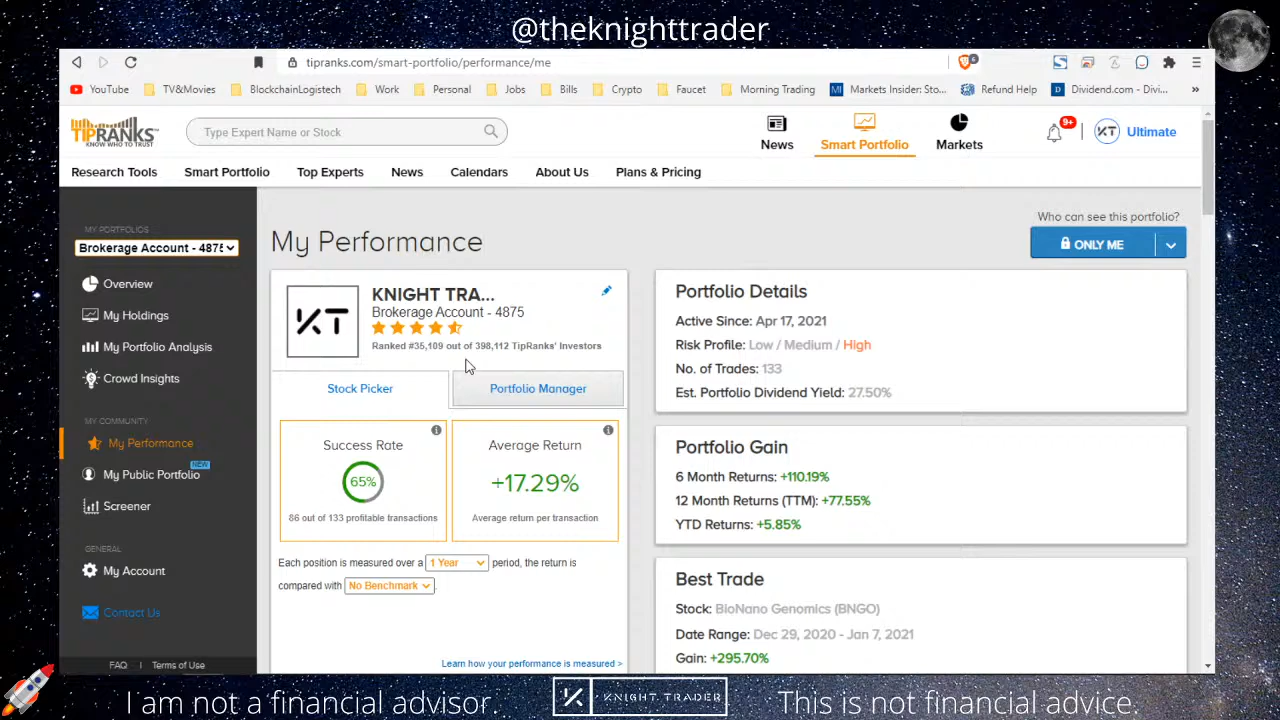 @theknighttrader
tipranks.com/smart-portfolio/performance/me
6
YouTube TV&Movies BlockchainLogistech Work Personal Jobs Bills Crypto Faucet Morning Trading Markets Insider: Sto... Refund Help Dividend.com - Divi... »
TIPRANKS
KNOW WHO TO TRUST
Type Expert Name or Stock
News Smart Portfolio Markets
9+
KT Ultimate
Research Tools Smart Portfolio Top Experts News Calendars About Us Plans & Pricing
MY PORTFOLIOS
Brokerage Account - 4875
Overview
My Holdings
My Portfolio Analysis
Crowd Insights
MY COMMUNITY
My Performance
NEW
My Public Portfolio
Screener
GENERAL
My Account
Contact Us
FAQ | Terms of Use
My Performance
Who can see this portfolio?
ONLY ME
KT
KNIGHT TRA...
Brokerage Account - 4875
Ranked #35,109 out of 398,112 TipRanks' Investors
Stock Picker Portfolio Manager
Success Rate
65%
86 out of 133 profitable transactions
Average Return
+17.29%
Average return per transaction
Each position is measured over a 1 Year period, the return is
compared with No Benchmark .
Learn how your performance is measured >
Portfolio Details
Active Since: Apr 17, 2021
Risk Profile: Low / Medium / High
No. of Trades: 133
Est. Portfolio Dividend Yield: 27.50%
Portfolio Gain
6 Month Returns: +110.19%
12 Month Returns (TTM): +77.55%
YTD Returns: +5.85%
Best Trade
Stock: BioNano Genomics (BNGO)
Date Range: Dec 29, 2020 - Jan 7, 2021
Gain: +295.70%
I am not a financial advisor. KNIGHT TRADER This is not financial advice.